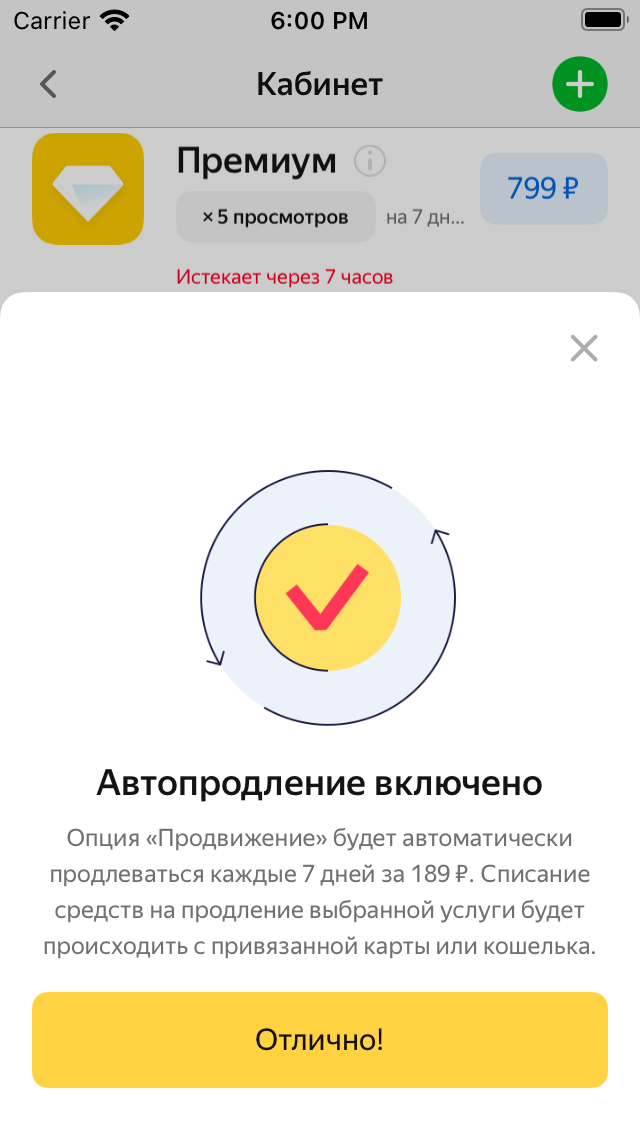 Carrier 6:00 PM
Кабинет
Премиум
799 ₽
× 5 просмотров на 7 дн...
Истекает через 7 часов
Автопродление включено
Опция «Продвижение» будет автоматически
продлеваться каждые 7 дней за 189 ₽. Списание
средств на продление выбранной услуги будет
происходить с привязанной карты или кошелька.
Отлично!